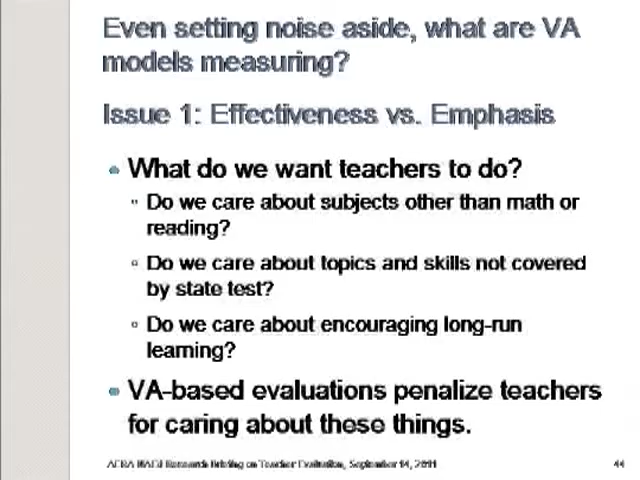 Even setting noise aside, what are VA
models measuring?
Issue 1: Effectiveness vs. Emphasis
What do we want teachers to do?
Do we care about subjects other than math or
reading?
Do we care about topics and skills not covered
by state test?
Do we care about encouraging long-run
learning?
VA-based evaluations penalize teachers
for caring about these things.
Research Briefing on Teacher Evaluation, September 14, 2011
44